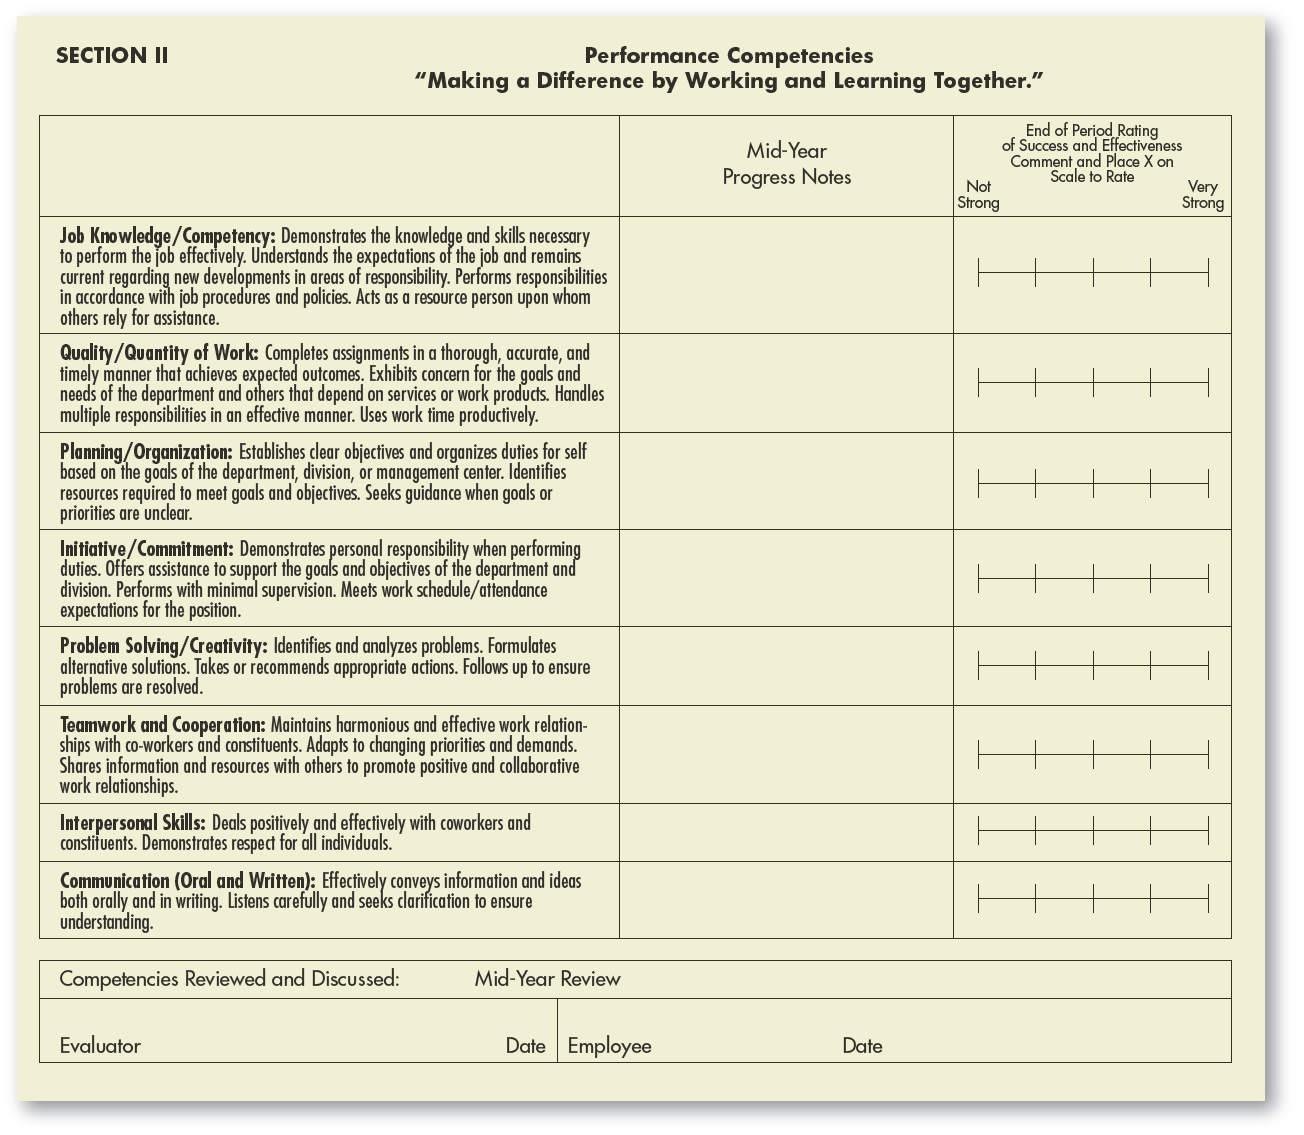 SECTION II
Performance Competencies
“Making a Difference by Working and Learning Together.”
Mid-Year
Progress Notes
End of Period Rating
of Success and Effectiveness
Comment and Place X on
Scale to Rate
Not
Strong
Very
Strong
Job Knowledge/Competency: Demonstrates the knowledge and skills necessary
to perform the job effectively. Understands the expectations of the job and remains
current regarding new developments in areas of responsibility. Performs responsibilities
in accordance with job procedures and policies. Acts as a resource person upon whom
others rely for assistance.
Quality/Quantity of Work: Completes assignments in a thorough, accurate, and
timely manner that achieves expected outcomes. Exhibits concern for the goals and
needs of the department and others that depend on services or work products. Handles
multiple responsibilities in an effective manner. Uses work time productively.
Planning/Organization: Establishes clear objectives and organizes duties for self
based on the goals of the department, division, or management center. Identifies
resources required to meet goals and objectives. Seeks guidance when goals or
priorities are unclear.
Initiative/Commitment: Demonstrates personal responsibility when performing
duties. Offers assistance to support the goals and objectives of the department and
division. Performs with minimal supervision. Meets work schedule/attendance
expectations for the position.
Problem Solving/Creativity: Identifies and analyzes problems. Formulates
alternative solutions. Takes or recommends appropriate actions. Follows up to ensure
problems are resolved.
Teamwork and Cooperation: Maintains harmonious and effective work relation-
ships with co-workers and constituents. Adapts to changing priorities and demands.
Shares information and resources with others to promote positive and collaborative
work relationships.
Interpersonal Skills: Deals positively and effectively with coworkers and
constituents. Demonstrates respect for all individuals.
Communication (Oral and Written): Effectively conveys information and ideas
both orally and in writing. Listens carefully and seeks clarification to ensure
understanding.
Competencies Reviewed and Discussed: Mid-Year Review
Evaluator Date Employee Date